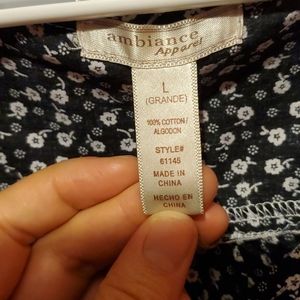 ambiance
Apparel
L
(GRANDE)
100% COTTON/
ALGODON
STYLE#
61145
MADE IN
CHINA
HECHO EN
CHINA